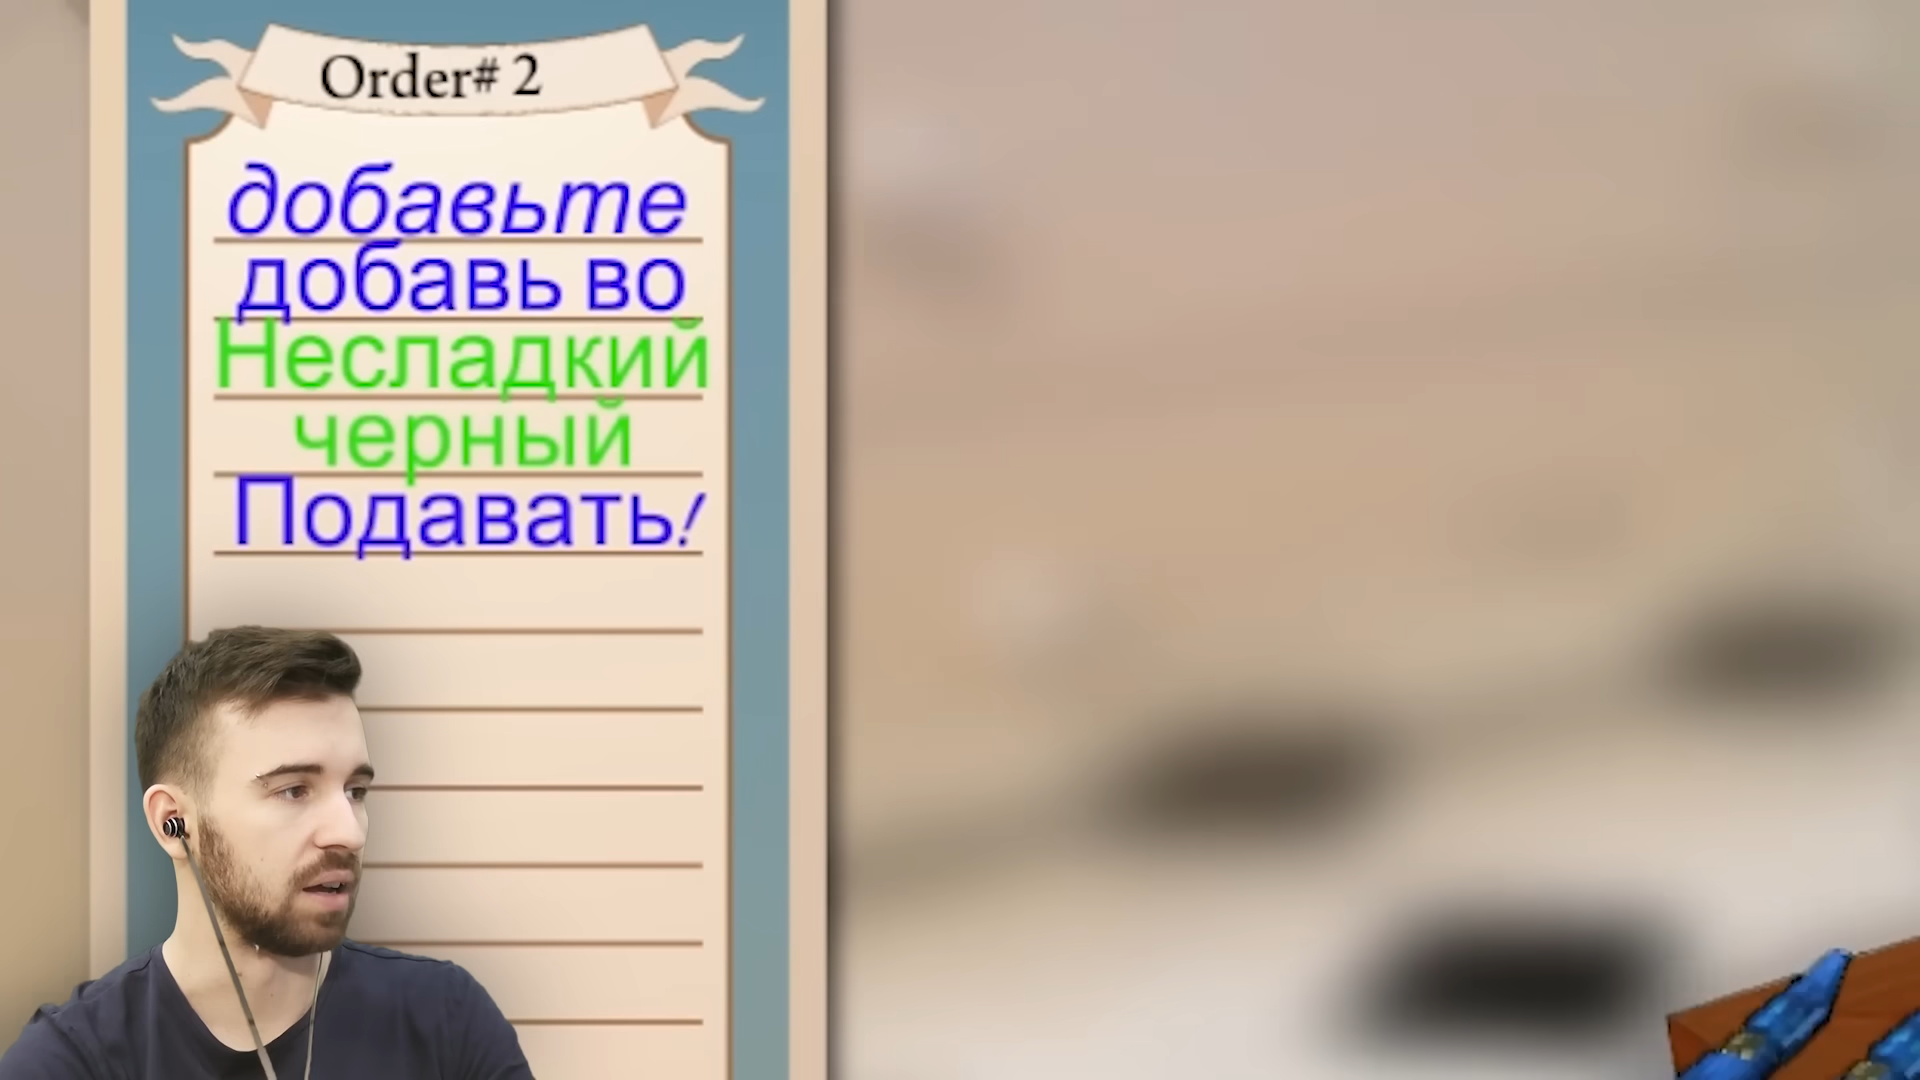 Order# 2
добавьте
добавь во
Несладкий
черный
Подавать!